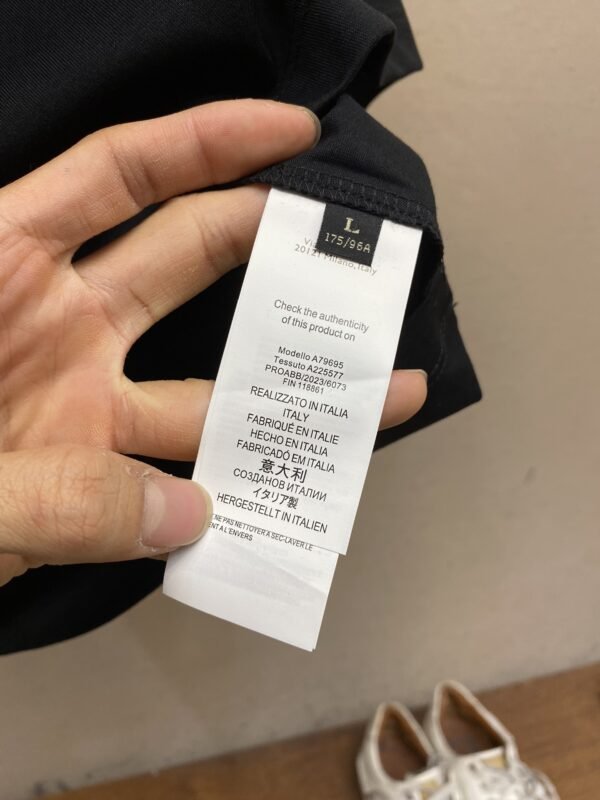 L
175/96A
20121 Milano, Italy
Check the authenticity
of this product on
Modello A79695
Tessuto A225577
PROABB/2023/6073
FIN 118861
REALIZZATO IN ITALIA
ITALY
FABRIQUÉ EN ITALIE
HECHO EN ITALIA
FABRICADO EM ITALIA
意大利
СОЗДАНОВ ИТАЛИИ
イタリア製
HERGESTELLT IN ITALIEN
NE PAS NETTOYER A SEC-LAVER LE
A L'ENVERS